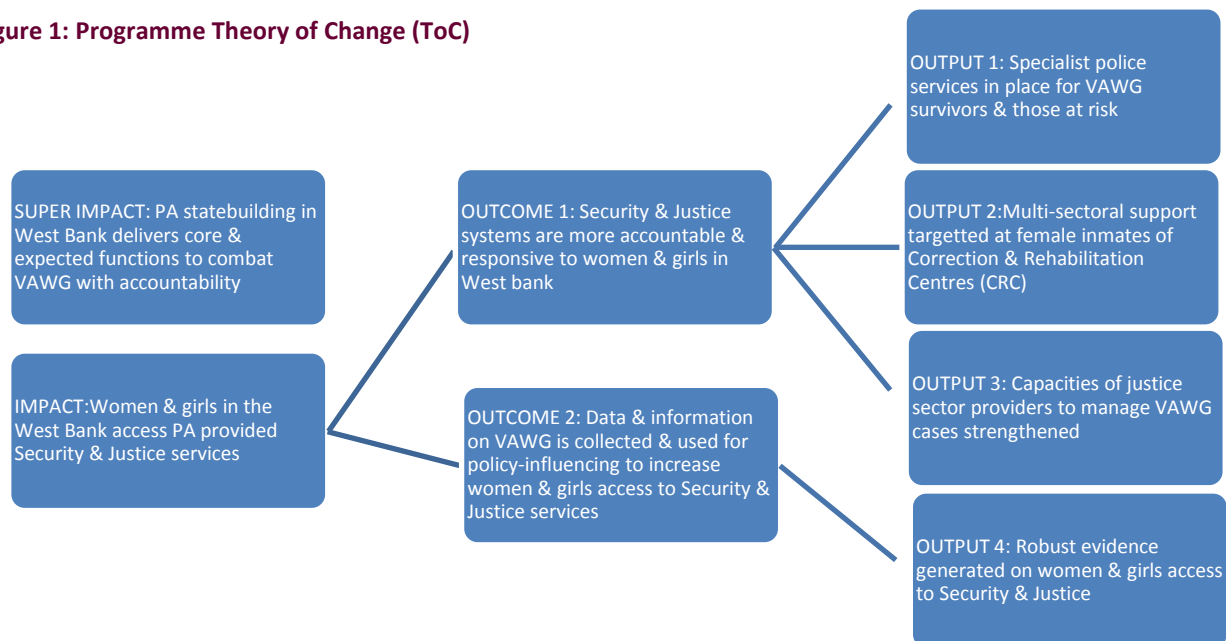 gure 1: Programme Theory of Change (ToC)
SUPER IMPACT: PA statebuilding in
West Bank delivers core &
expected functions to combat
VAWG with accountability
IMPACT:Women & girls in the
West Bank access PA provided
Security & Justice services
OUTCOME 1: Security & Justice
systems are more accountable &
responsive to women & girls in
West bank
OUTCOME 2: Data & information
on VAWG is collected & used for
policy-influencing to increase
women & girls access to Security &
Justice services
OUTPUT 1: Specialist police
services in place for VAWG
survivors & those at risk
OUTPUT 2:Multi-sectoral support
targetted at female inmates of
Correction & Rehabilitation
Centres (CRC)
OUTPUT 3: Capacities of justice
sector providers to manage VAWG
cases strengthened
OUTPUT 4: Robust evidence
generated on women & girls access
to Security & Justice